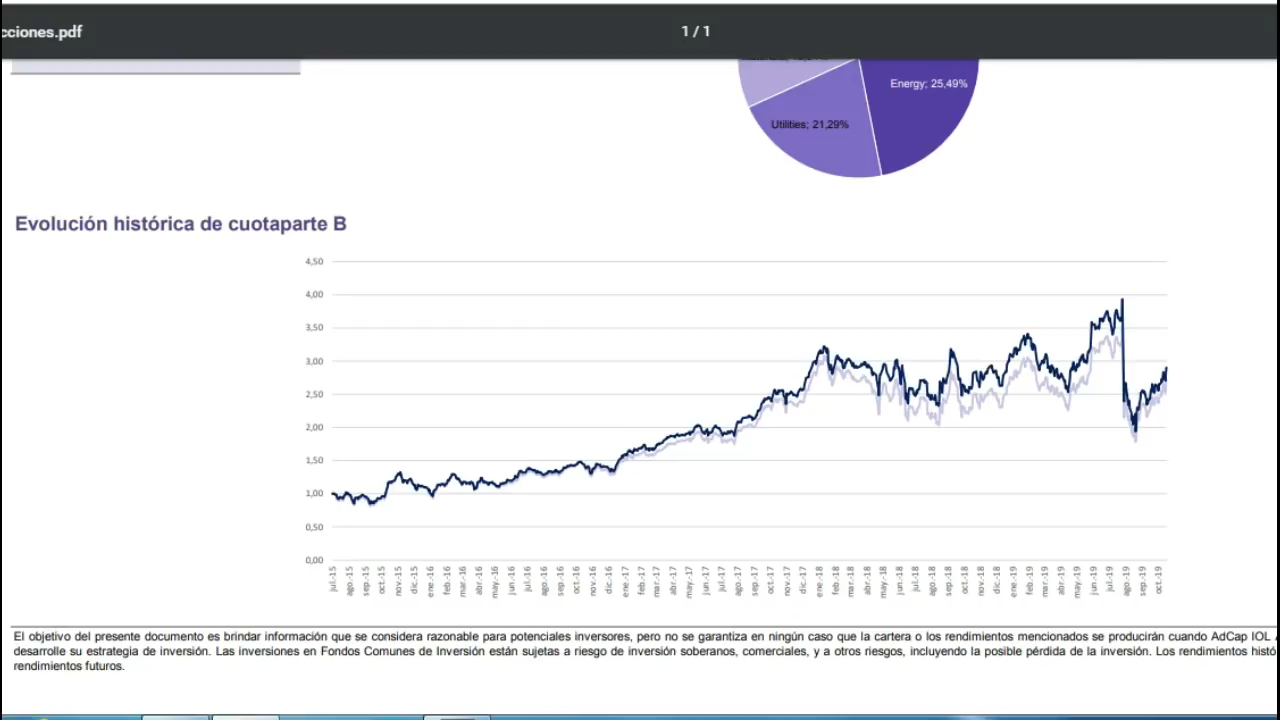 cciones.pdf
1 / 1
Energy; 25,49%
Utilities; 21,29%
Evolución histórica de cuotaparte B
4,50
4,00
3,50
3,00
2,50
2,00
1,50
1,00
0,50
0,00
jul.-15 ago.-15 sep.-15 oct.-15 nov.-15 dic.-15 ene.-16 feb.-16 mar.-16 abr.-16 may.-16 jun.-16 jul.-16 ago.-16 sep.-16 oct.-16 nov.-16 dic.-16 ene.-17 feb.-17 mar.-17 abr.-17 may.-17 jun.-17 jul.-17 ago.-17 sep.-17 oct.-17 nov.-17 dic.-17 ene.-18 feb.-18 mar.-18 abr.-18 may.-18 jun.-18 jul.-18 ago.-18 sep.-18 oct.-18 nov.-18 dic.-18 ene.-19 feb.-19 mar.-19 abr.-19 may.-19 jun.-19 jul.-19 ago.-19 sep.-19 oct.-19
El objetivo del presente documento es brindar información que se considera razonable para potenciales inversores, pero no se garantiza en ningún caso que la cartera o los rendimientos mencionados se producirán cuando AdCap IOL
desarrolle su estrategia de inversión. Las inversiones en Fondos Comunes de Inversión están sujetas a riesgo de inversión soberanos, comerciales, y a otros riesgos, incluyendo la posible pérdida de la inversión. Los rendimientos histó
rendimientos futuros.